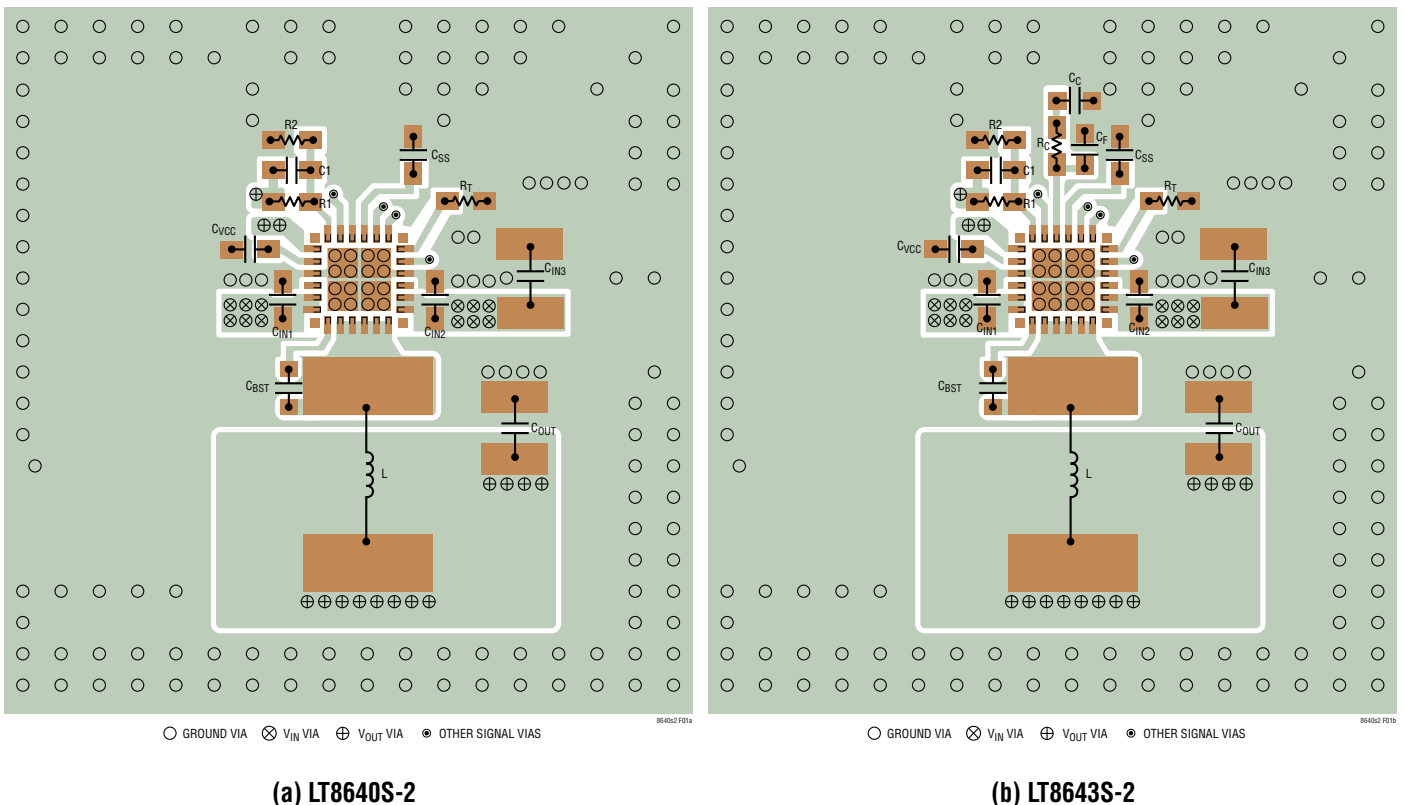 R2
C1
R1
CSS
RT
CVCC
CIN3
CIN1
CIN2
CBST
COUT
L
8640s2 F01a
GROUND VIA VIN VIA VOUT VIA OTHER SIGNAL VIAS
(a) LT8640S-2
CC
R2
RC
CF
C1
CSS
R1
RT
CVCC
CIN3
CIN1
CIN2
CBST
COUT
L
8640s2 F01b
GROUND VIA VIN VIA VOUT VIA OTHER SIGNAL VIAS
(b) LT8643S-2